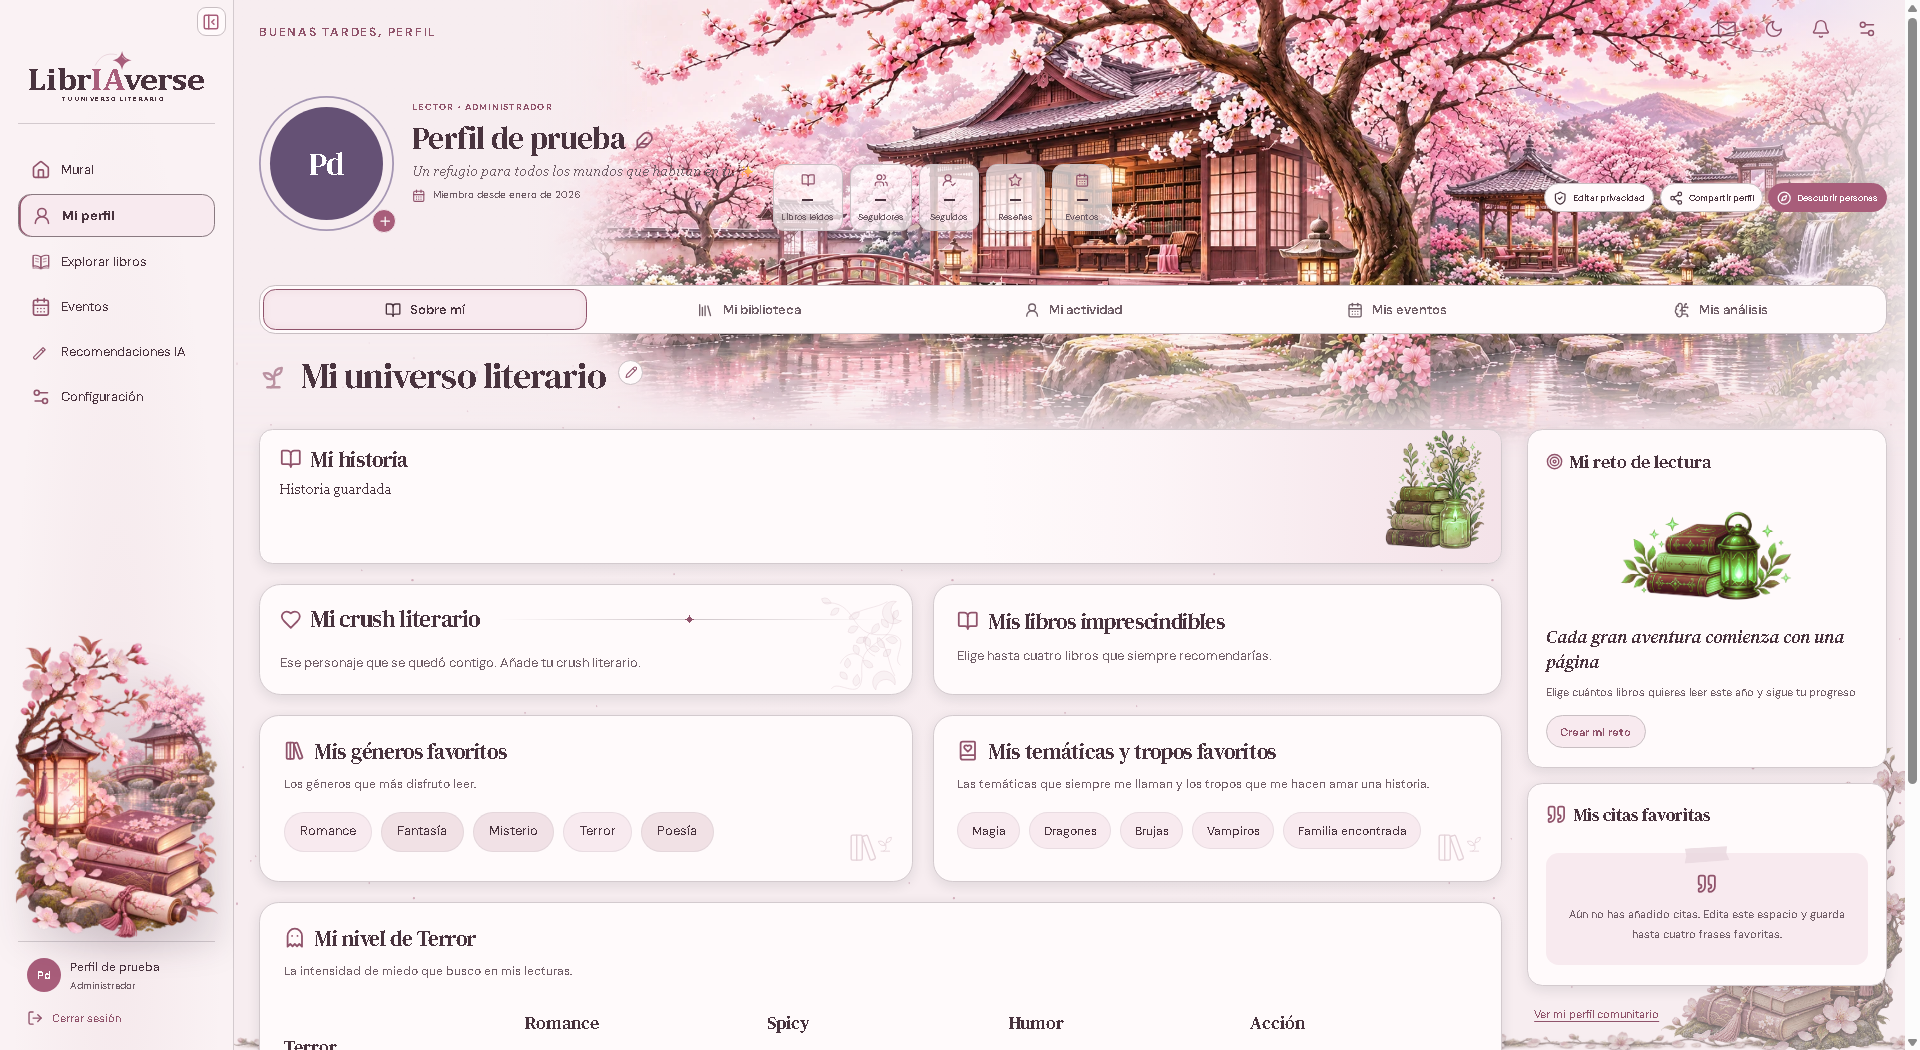 LibrIAverse
TU UNIVERSO LITERARIO
Mural
Mi perfil
Explorar libros
Eventos
Recomendaciones IA
Configuración
Pd
Perfil de prueba
Administrador
Cerrar sesión
BUENAS TARDES, PERFIL
Pd
LECTOR · ADMINISTRADOR
Perfil de prueba
Un refugio para todos los mundos que habitan en
Miembro desde enero de 2026
Libros leídos
Seguidores
Seguidos
Reseñas
Eventos
Editar privacidad
Compartir perfil
Descubrir personas
Sobre mí
Mi biblioteca
Mi actividad
Mis eventos
Mis análisis
Mi universo literario
Mi historia
Historia guardada
Mi crush literario
Ese personaje que se quedó contigo. Añade tu crush literario.
Mis libros imprescindibles
Elige hasta cuatro libros que siempre recomendarías.
Mis géneros favoritos
Los géneros que más disfruto leer.
Romance
Fantasía
Misterio
Terror
Poesía
Mis temáticas y tropos favoritos
Las temáticas que siempre me llaman y los tropos que me hacen amar una historia.
Magia
Dragones
Brujas
Vampiros
Familia encontrada
Mi nivel de Terror
La intensidad de miedo que busco en mis lecturas.
Romance
Spicy
Humor
Acción
Terror
Mi reto de lectura
Cada gran aventura comienza con una
página
Elige cuántos libros quieres leer este año y sigue tu progreso
Crear mi reto
Mis citas favoritas
Aún no has añadido citas. Edita este espacio y guarda
hasta cuatro frases favoritas.
Ver mi perfil comunitario